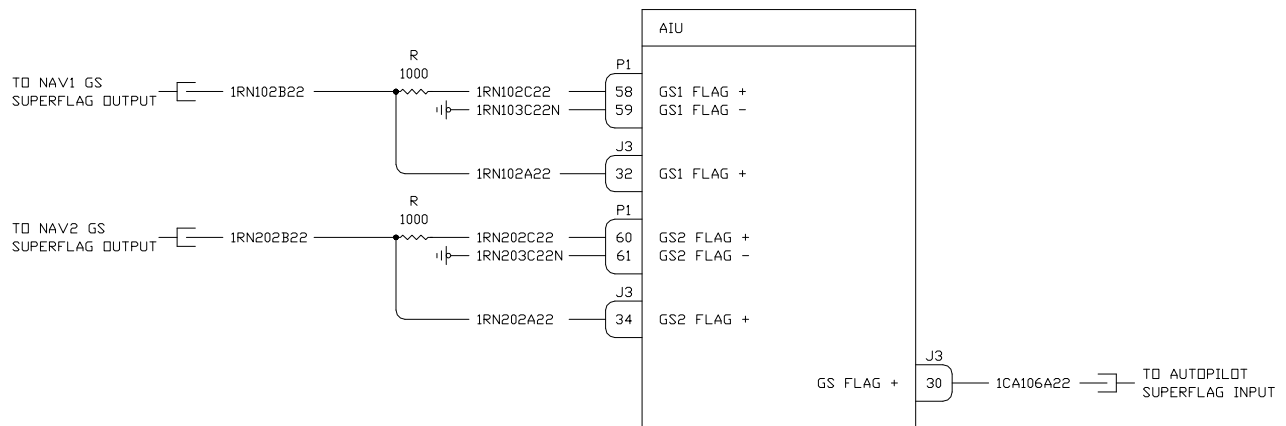 AIU
P1
R
1000
TO NAV1 GS
SUPERFLAG OUTPUT
1RN102B22
1RN102C22
58
GS1 FLAG +
1RN103C22N
59
GS1 FLAG -
J3
1RN102A22
32
GS1 FLAG +
R
1000
P1
TO NAV2 GS
SUPERFLAG OUTPUT
1RN202B22
1RN202C22
60
GS2 FLAG +
1RN203C22N
61
GS2 FLAG -
J3
1RN202A22
34
GS2 FLAG +
J3
GS FLAG +
30
1CA106A22
TO AUTOPILOT
SUPERFLAG INPUT